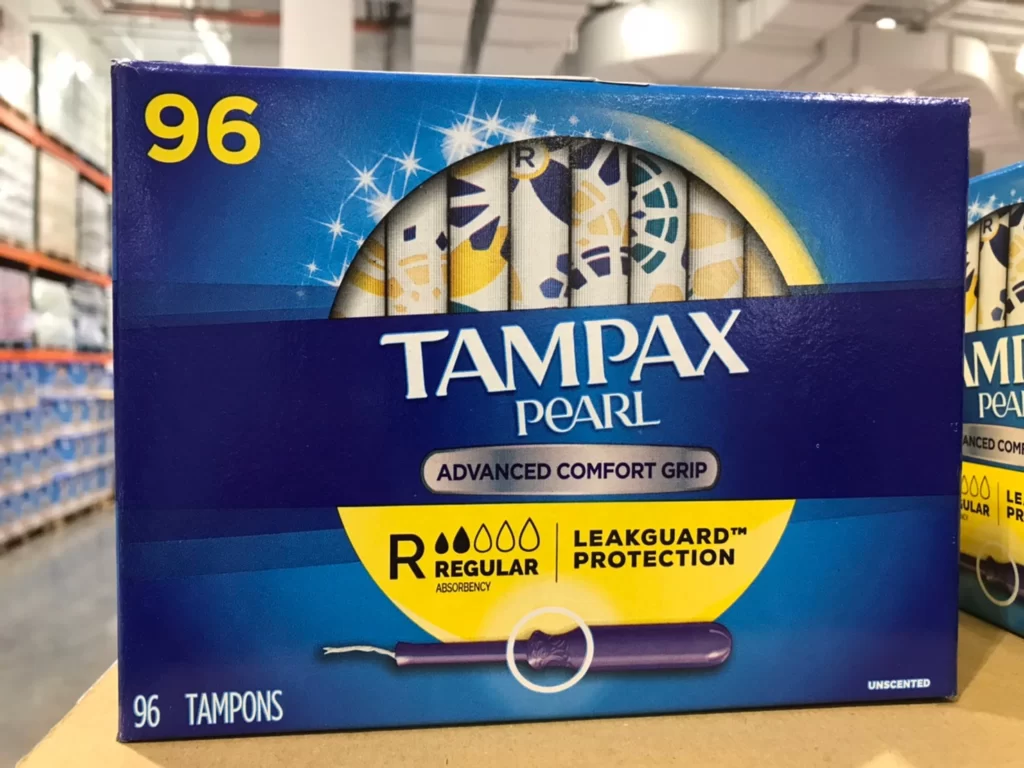 96
R
TAMPAX
PEARL
ADVANCED COMFORT GRIP
R
REGULAR
ABSORBENCY
LEAKGUARD™
PROTECTION
96 TAMPONS
UNSCENTED
R